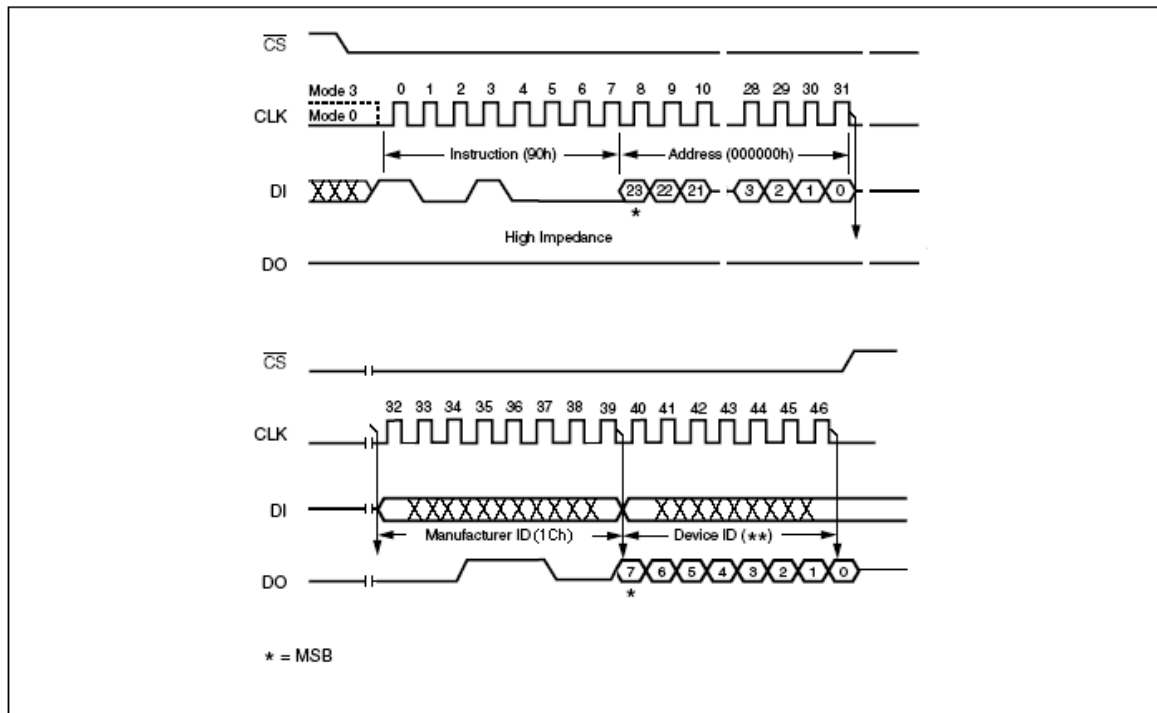 CS
Mode 3 0 1 2 3 4 5 6 7 8 9 10 28 29 30 31
CLK Mode 0
Instruction (90h) Address (000000h)
DI 23 22 21 3 2 1 0
*
High Impedance
DO
CS
32 33 34 35 36 37 38 39 40 41 42 43 44 45 46
CLK
DI
Manufacturer ID (1Ch) Device ID (**)
DO 7 6 5 4 3 2 1 0
*
* = MSB